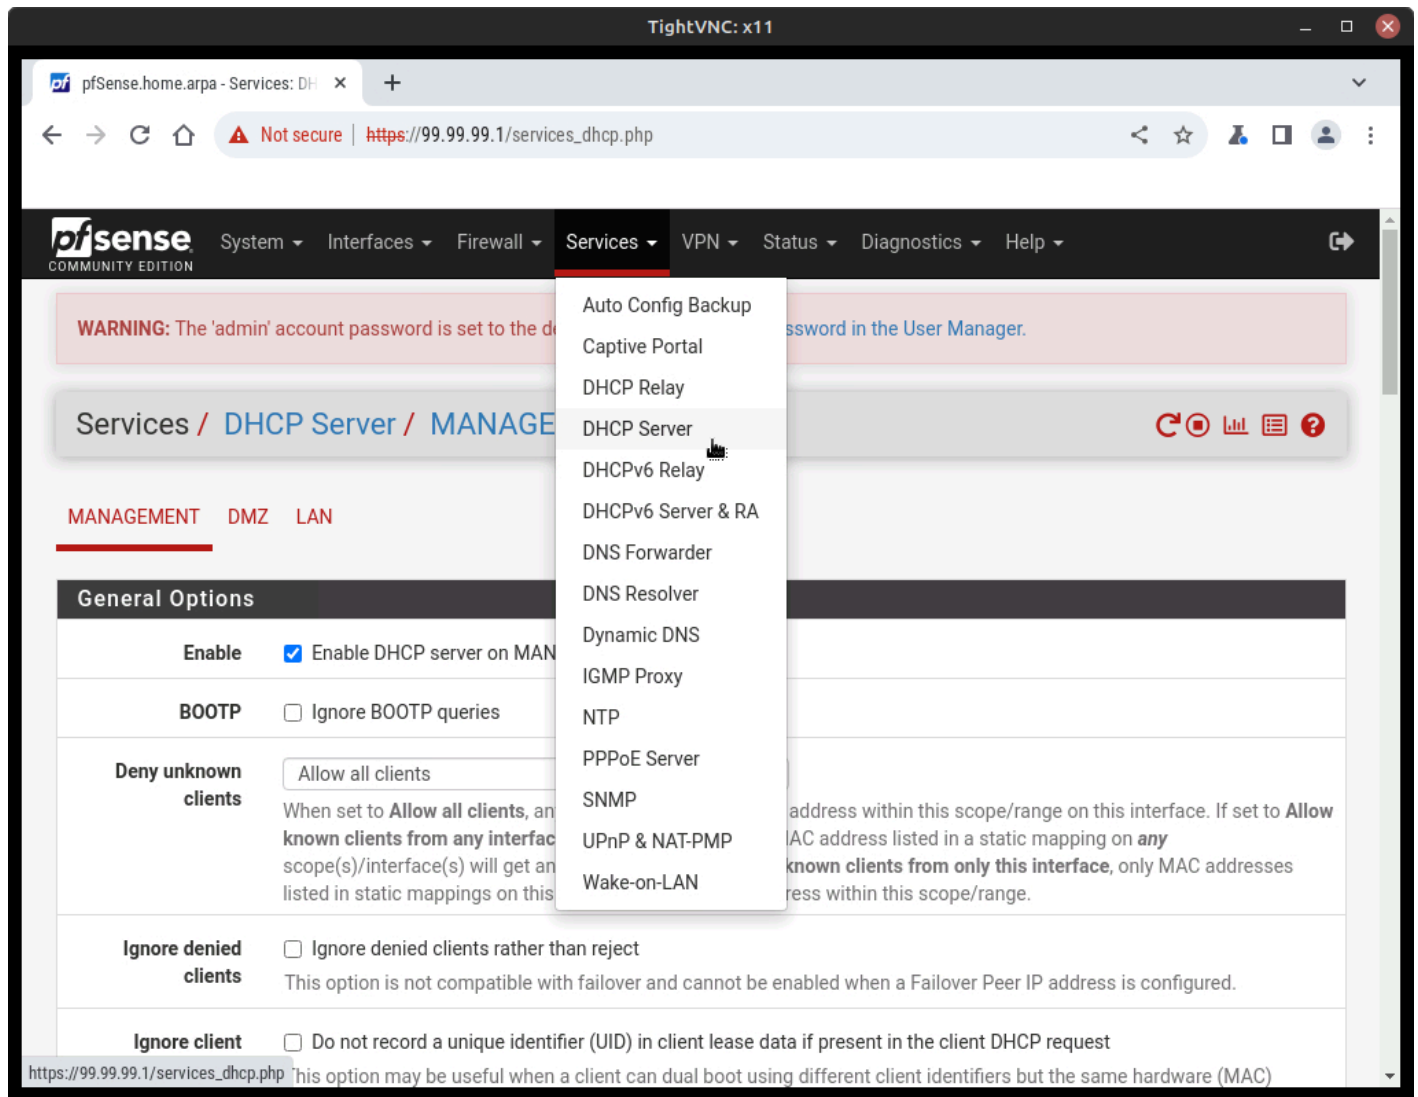 TightVNC: x11
pfSense.home.arpa - Services: DH
Not secure https://99.99.99.1/services_dhcp.php
pfsense
COMMUNITY EDITION
System Interfaces Firewall Services VPN Status Diagnostics Help
Auto Config Backup
Captive Portal
DHCP Relay
DHCP Server
DHCPv6 Relay
DHCPv6 Server & RA
DNS Forwarder
DNS Resolver
Dynamic DNS
IGMP Proxy
NTP
PPPoE Server
SNMP
UPnP & NAT-PMP
Wake-on-LAN
WARNING: The 'admin' account password is set to the de ssword in the User Manager.
Services / DHCP Server / MANAGE
MANAGEMENT DMZ LAN
General Options
Enable Enable DHCP server on MAN
BOOTP Ignore BOOTP queries
Deny unknown clients Allow all clients
When set to Allow all clients, an address within this scope/range on this interface. If set to Allow
known clients from any interfac AC address listed in a static mapping on any
scope(s)/interface(s) will get an known clients from only this interface, only MAC addresses
listed in static mappings on this ress within this scope/range.
Ignore denied clients Ignore denied clients rather than reject
This option is not compatible with failover and cannot be enabled when a Failover Peer IP address is configured.
Ignore client Do not record a unique identifier (UID) in client lease data if present in the client DHCP request
https://99.99.99.1/services_dhcp.php his option may be useful when a client can dual boot using different client identifiers but the same hardware (MAC)